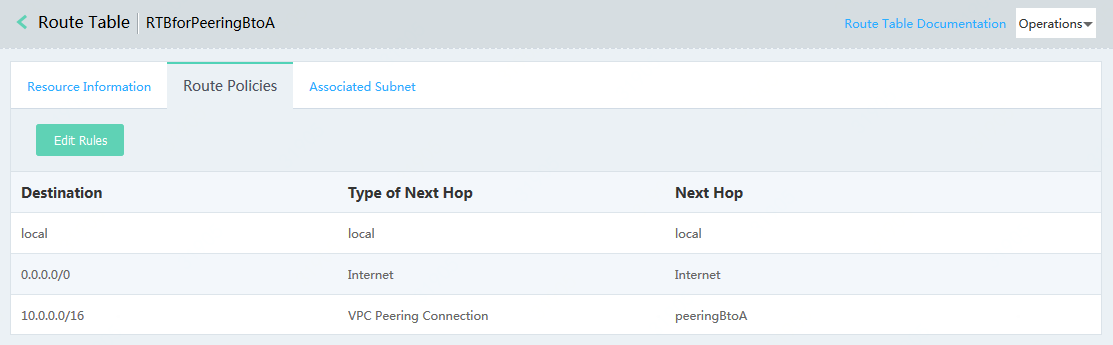 Route Table RTBforPeeringBtoA Route Table Documentation Operations
Resource Information Route Policies Associated Subnet
Edit Rules
Destination Type of Next Hop Next Hop
local local local
0.0.0.0/0 Internet Internet
10.0.0.0/16 VPC Peering Connection peeringBtoA